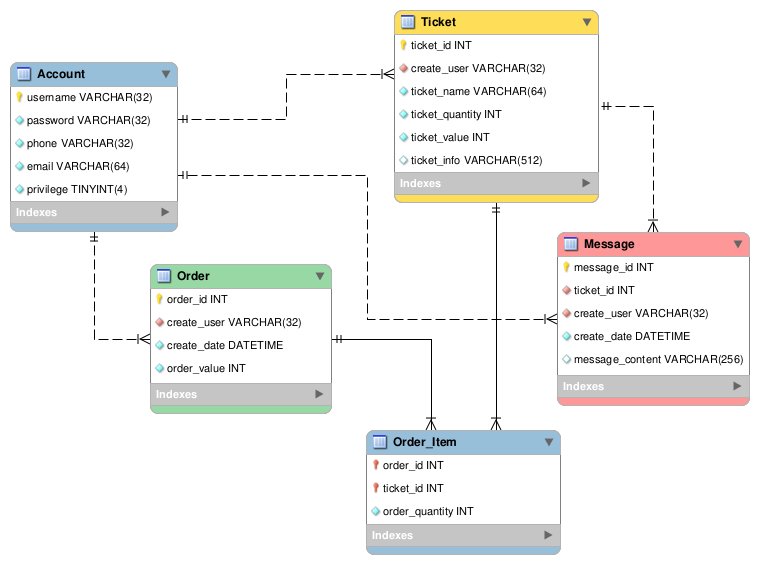 Ticket
ticket_id INT
create_user VARCHAR(32)
ticket_name VARCHAR(64)
ticket_quantity INT
ticket_value INT
ticket_info VARCHAR(512)
Indexes
Account
username VARCHAR(32)
password VARCHAR(32)
phone VARCHAR(32)
email VARCHAR(64)
privilege TINYINT(4)
Indexes
Message
message_id INT
ticket_id INT
create_user VARCHAR(32)
create_date DATETIME
message_content VARCHAR(256)
Indexes
Order
order_id INT
create_user VARCHAR(32)
create_date DATETIME
order_value INT
Indexes
Order_Item
order_id INT
ticket_id INT
order_quantity INT
Indexes